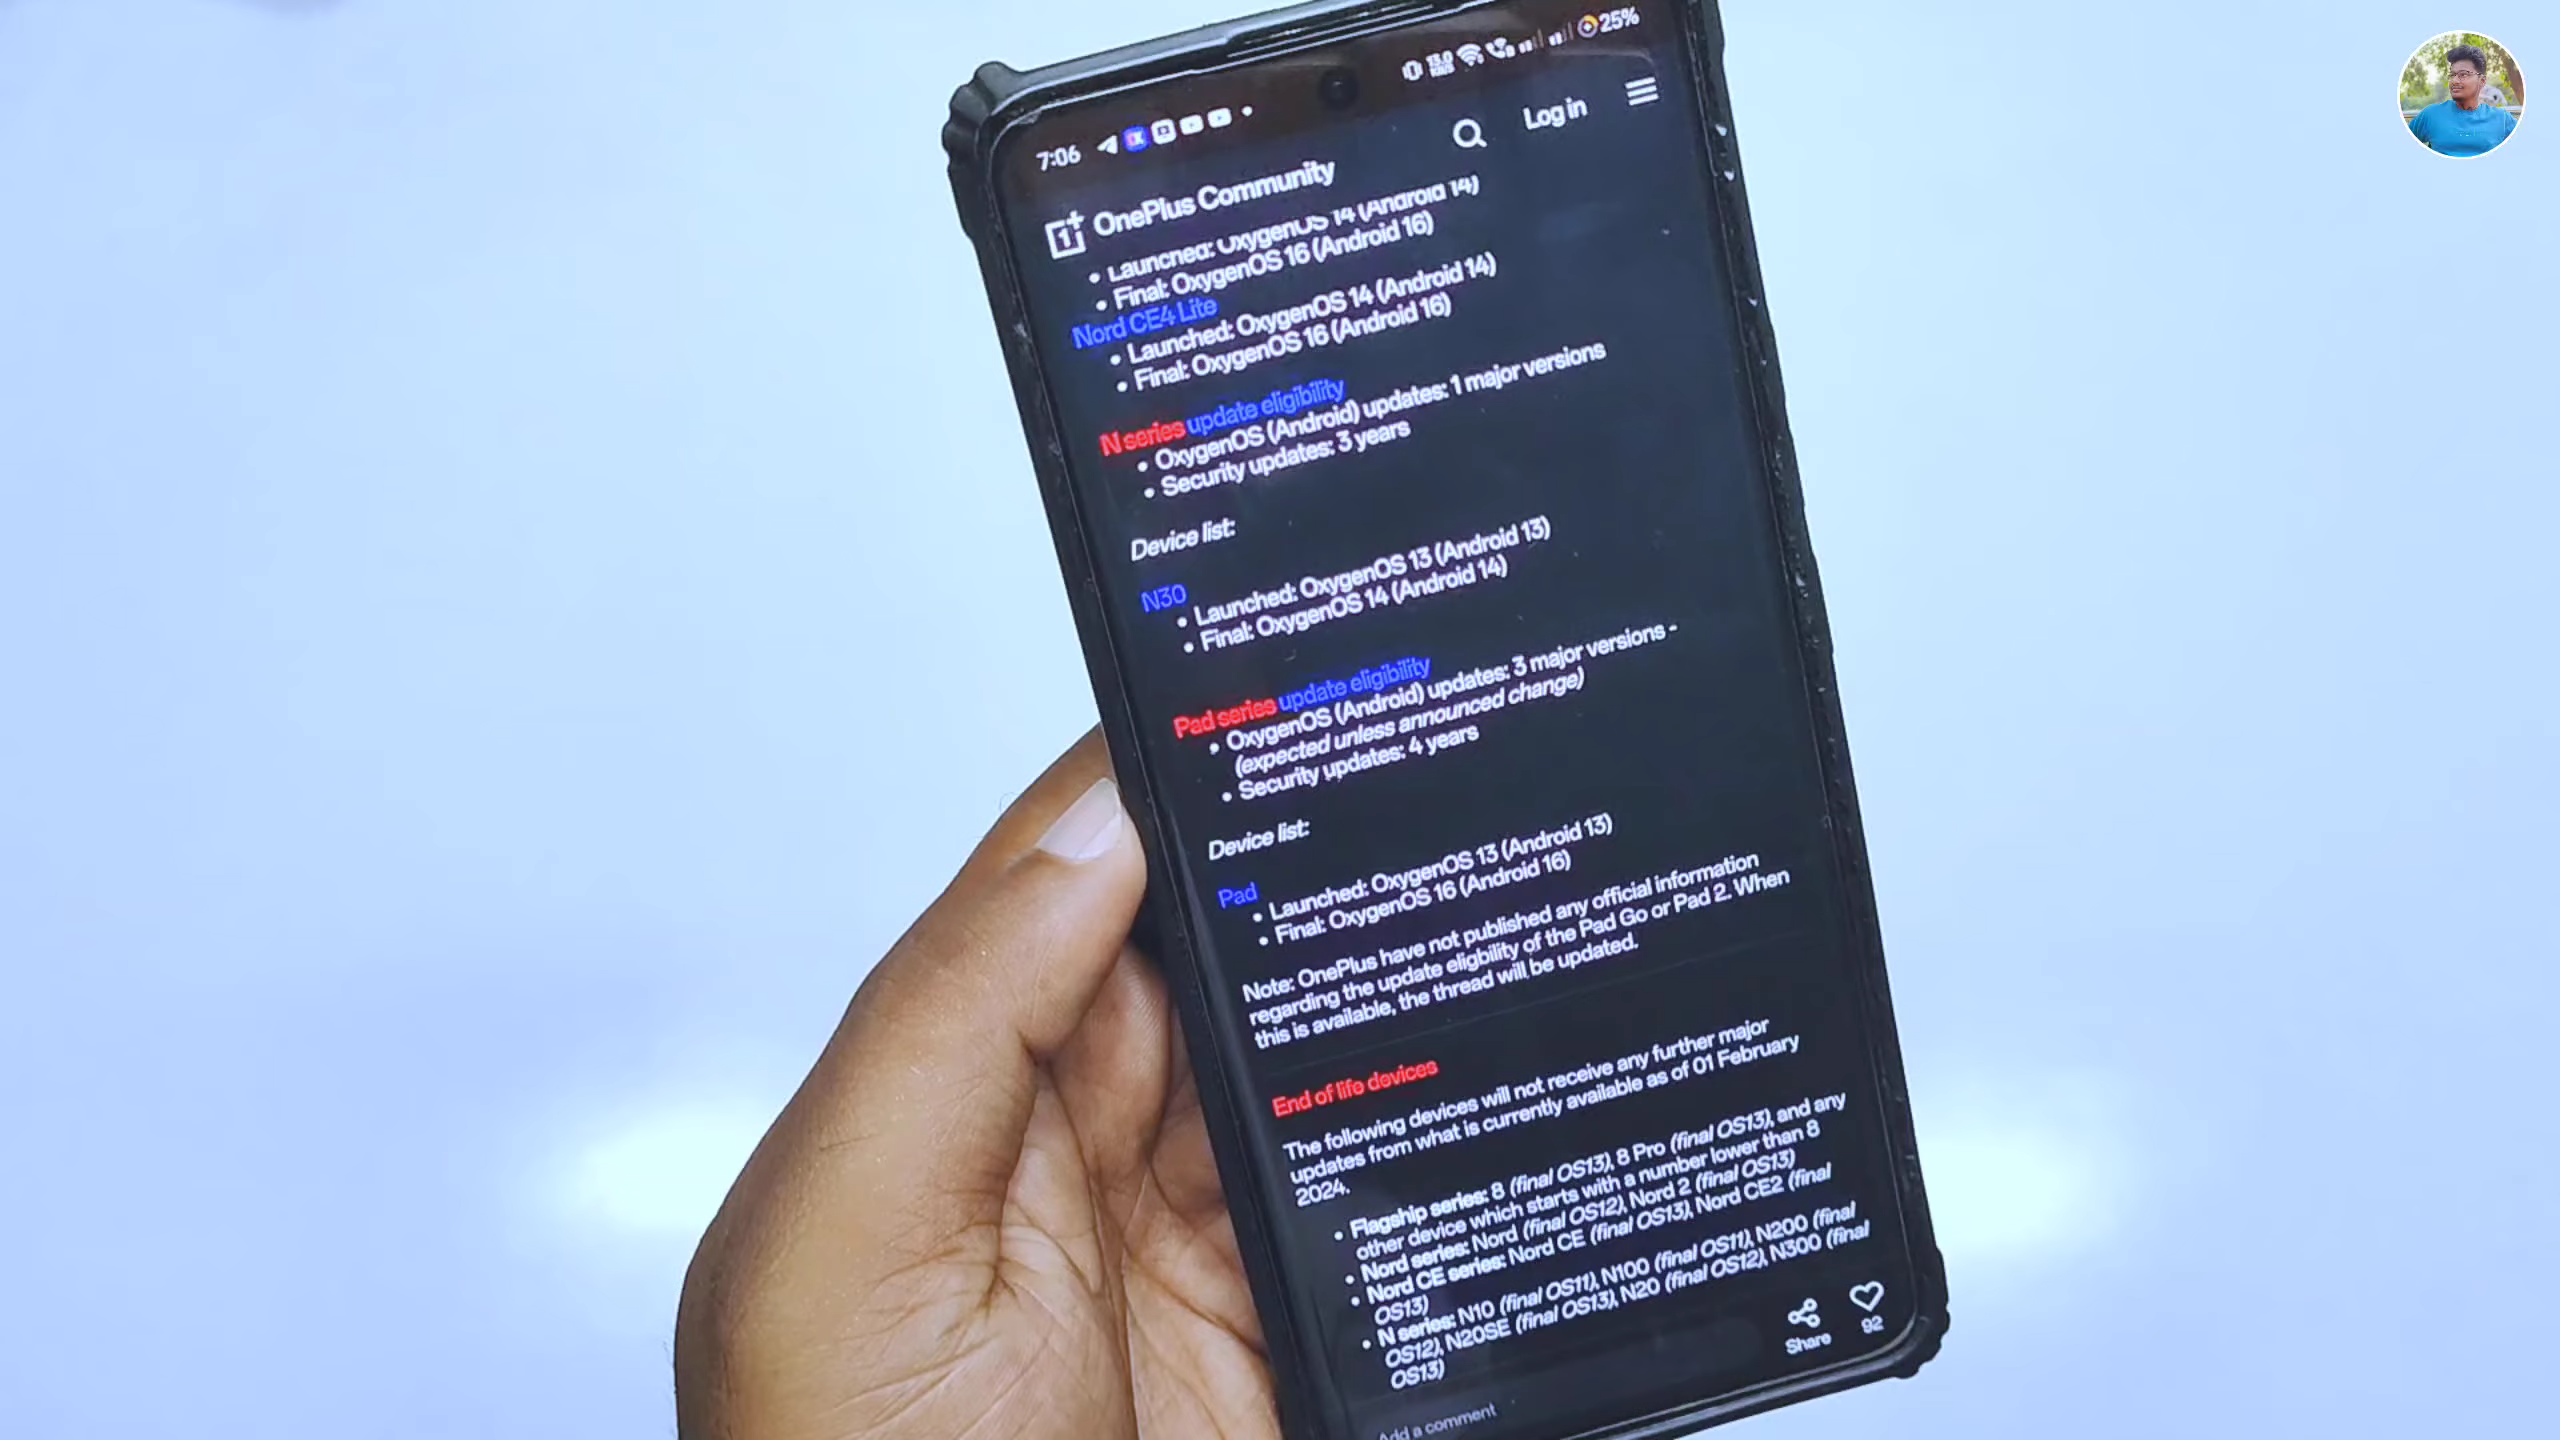 7:06
25%
OnePlus Community
Log in
Launched: OxygenOS 14 (Android 14)
Final: OxygenOS 16 (Android 16)
Nord CE4 Lite
Launched: OxygenOS 14 (Android 14)
Final: OxygenOS 16 (Android 16)
N series update eligibility
OxygenOS (Android) updates: 1 major versions
Security updates: 3 years
Device list:
N30
Launched: OxygenOS 13 (Android 13)
Final: OxygenOS 14 (Android 14)
Pad series update eligibility
OxygenOS (Android) updates: 3 major versions -
(expected unless announced change)
Security updates: 4 years
Device list:
Pad
Launched: OxygenOS 13 (Android 13)
Final: OxygenOS 16 (Android 16)
Note: OnePlus have not published any official information
regarding the update eligbility of the Pad Go or Pad 2. When
this is available, the thread will be updated.
End of life devices
The following devices will not receive any further major
updates from what is currently available as of 01 February
2024.
Flagship series: 8 (final OS13), 8 Pro (final OS13), and any
other device which starts with a number lower than 8
Nord series: Nord (final OS12), Nord 2 (final OS13)
Nord CE series: Nord CE (final OS13), Nord CE2 (final
OS13)
N series: N10 (final OS11), N100 (final OS11), N200 (final
OS12), N20SE (final OS13), N20 (final OS12), N300 (final
OS13)
Share
92
Add a comment